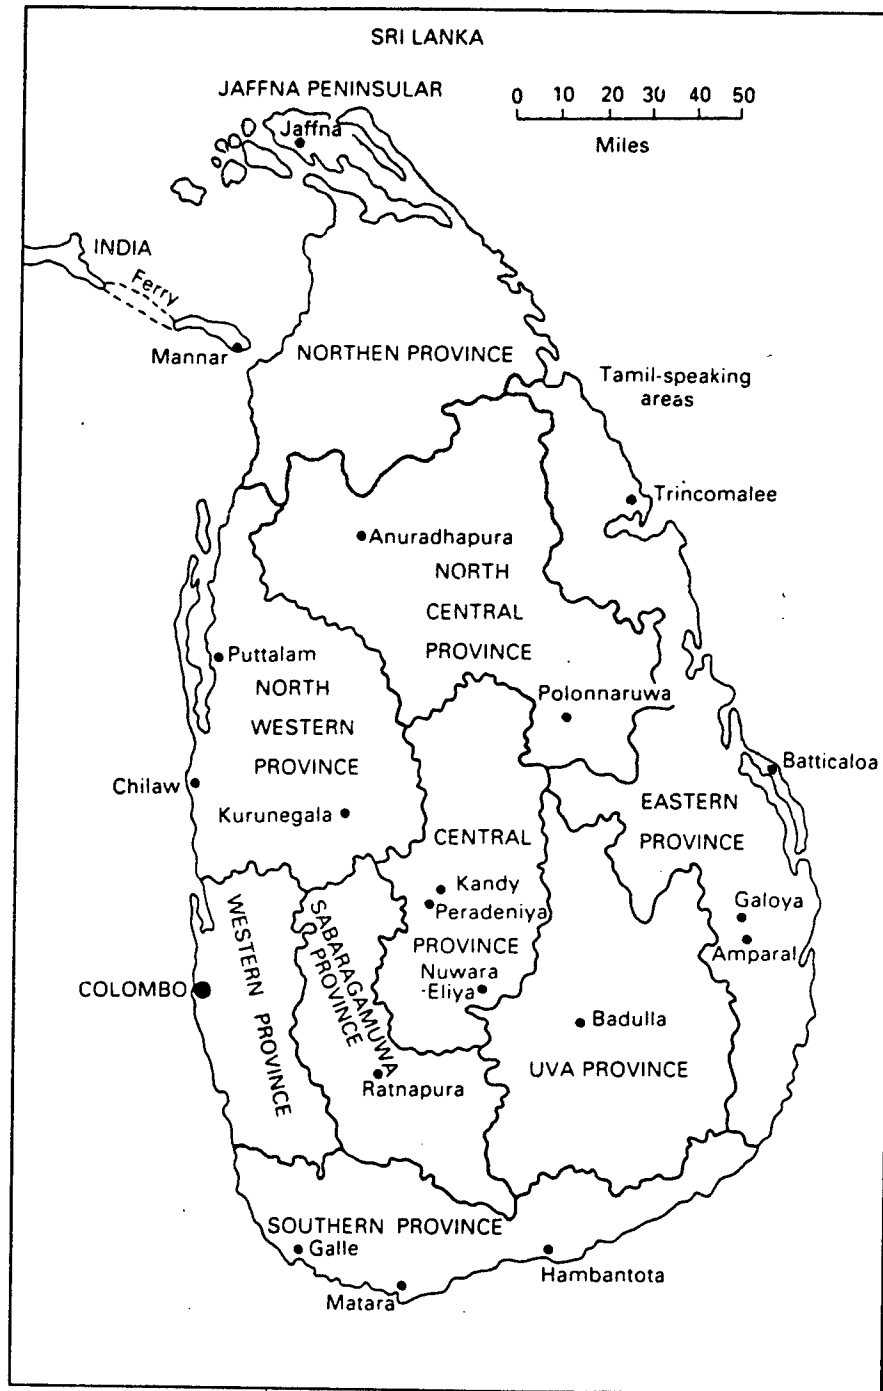 SRI LANKA
JAFFNA PENINSULAR
0 10 20 30 40 50
Miles
Jaffna
INDIA
Ferry
Mannar
NORTHEN PROVINCE
Tamil-speaking
areas
Trincomalee
Anuradhapura
NORTH
CENTRAL
PROVINCE
Puttalam
NORTH
WESTERN
PROVINCE
Polonnaruwa
Batticaloa
Chilaw
Kurunegala
EASTERN
PROVINCE
CENTRAL
PROVINCE
Kandy
Peradeniya
Nuwara
-Eliya
Galoya
Amparal
WESTERN PROVINCE
SABARAGAMUWA
PROVINCE
COLOMBO
Badulla
UVA PROVINCE
Ratnapura
SOUTHERN PROVINCE
Galle
Hambantota
Matara